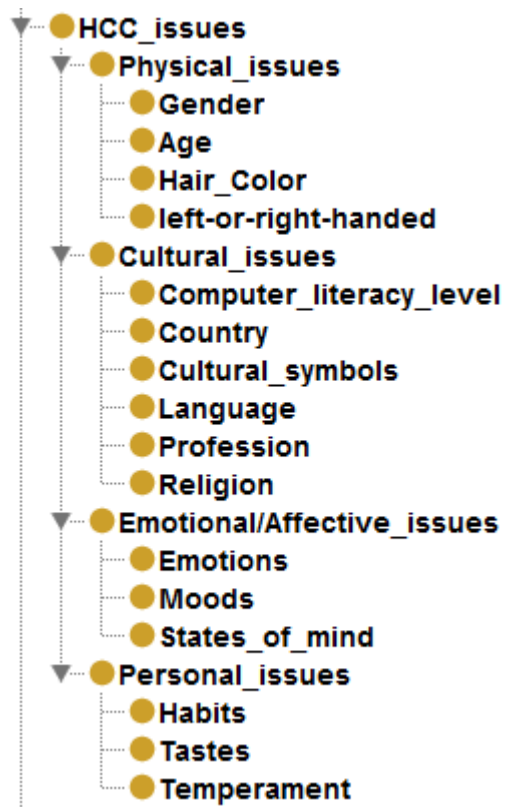 HCC_issues
Physical_issues
Gender
Age
Hair_Color
left-or-right-handed
Cultural_issues
Computer_literacy_level
Country
Cultural_symbols
Language
Profession
Religion
Emotional/Affective_issues
Emotions
Moods
States_of_mind
Personal_issues
Habits
Tastes
Temperament